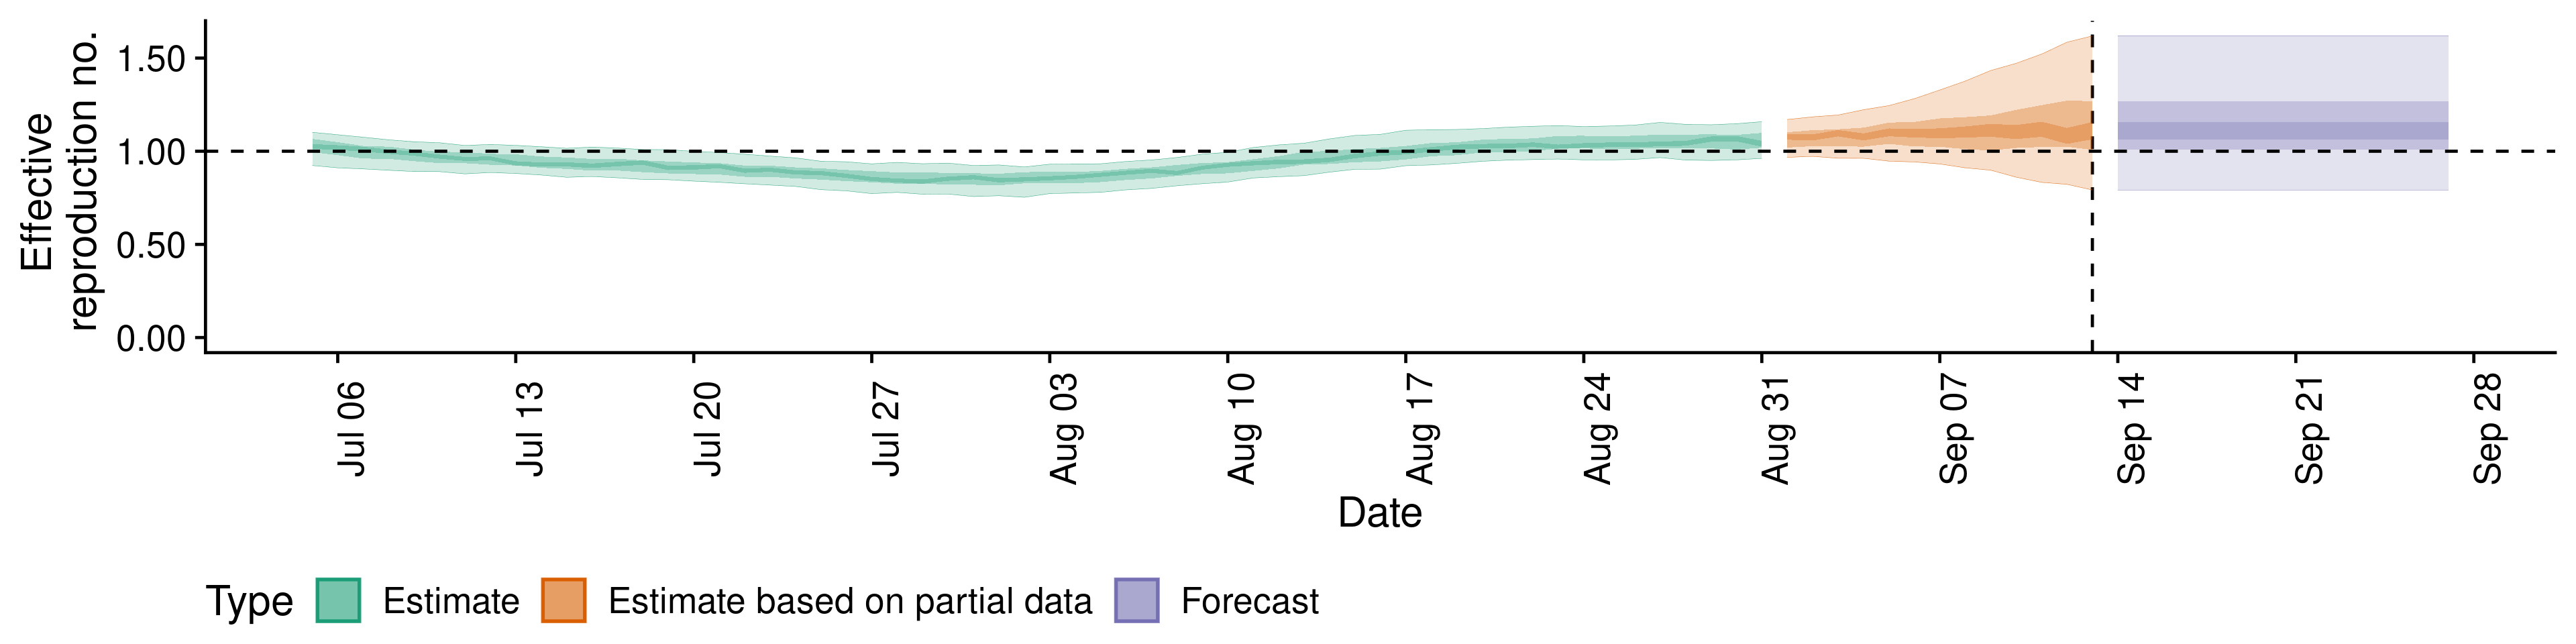 Effective
reproduction no.
1.50
1.00
0.50
0.00
Jul 06
Jul 13
Jul 20
Jul 27
Aug 03
Aug 10
Aug 17
Aug 24
Aug 31
Sep 07
Sep 14
Sep 21
Sep 28
Date
Type Estimate Estimate based on partial data Forecast